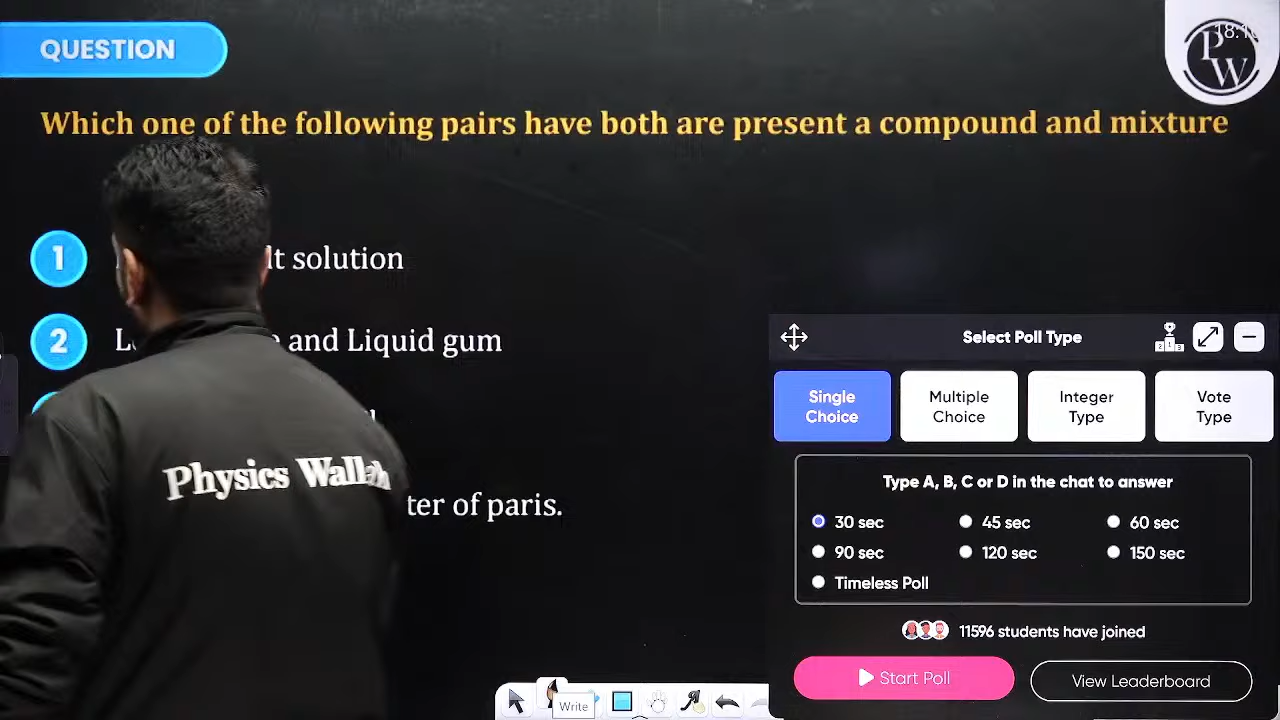 QUESTION
18:1
PW
Which one of the following pairs have both are present a compound and mixture
1
lt solution
2
and Liquid gum
ter of paris.
Physics Wallah
Select Poll Type
Single Choice
Multiple Choice
Integer Type
Vote Type
Type A, B, C or D in the chat to answer
30 sec
45 sec
60 sec
90 sec
120 sec
150 sec
Timeless Poll
11596 students have joined
Start Poll
View Leaderboard
Write